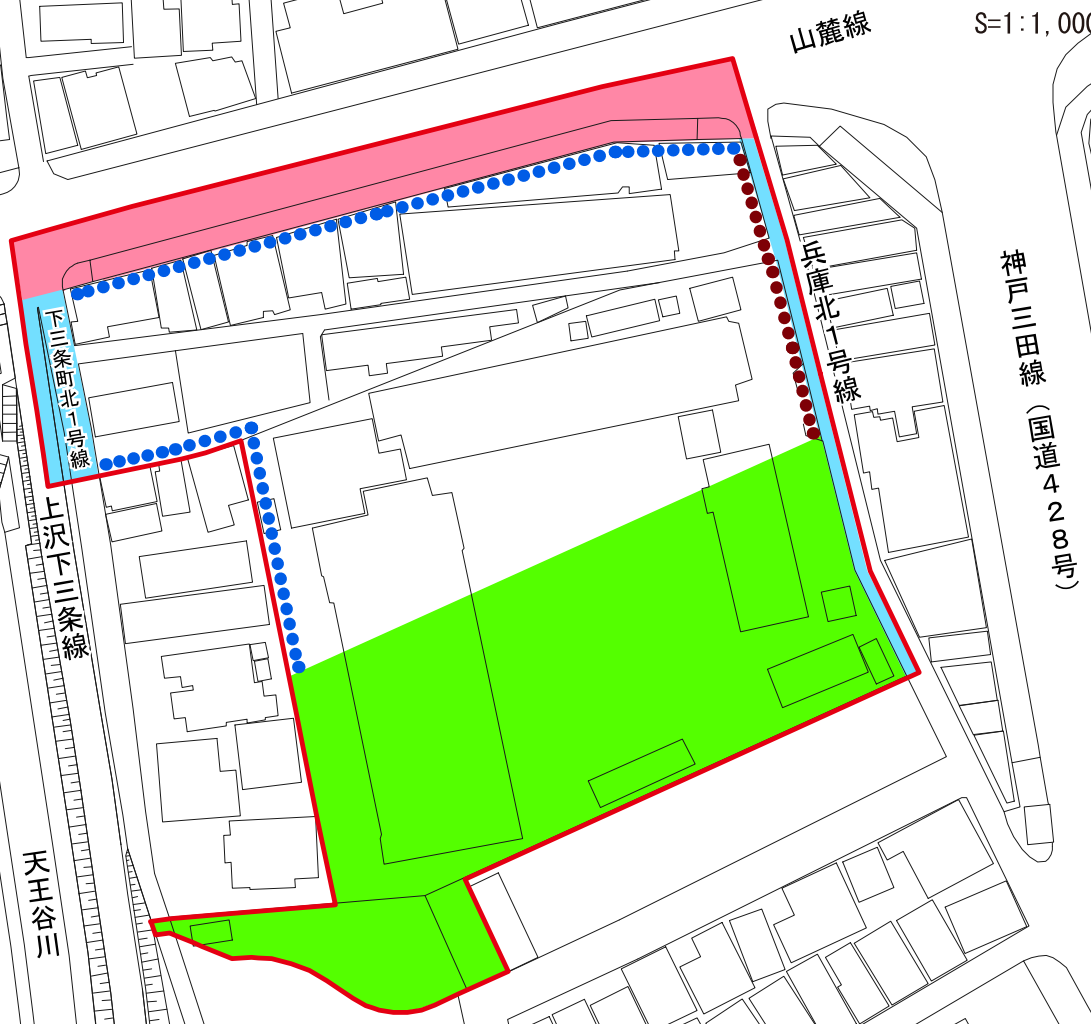 山麓線
S=1:1,000
兵庫北1号線
神戸三田線（国道428号）
下三条町北1号線
上沢下三条線
天王谷川